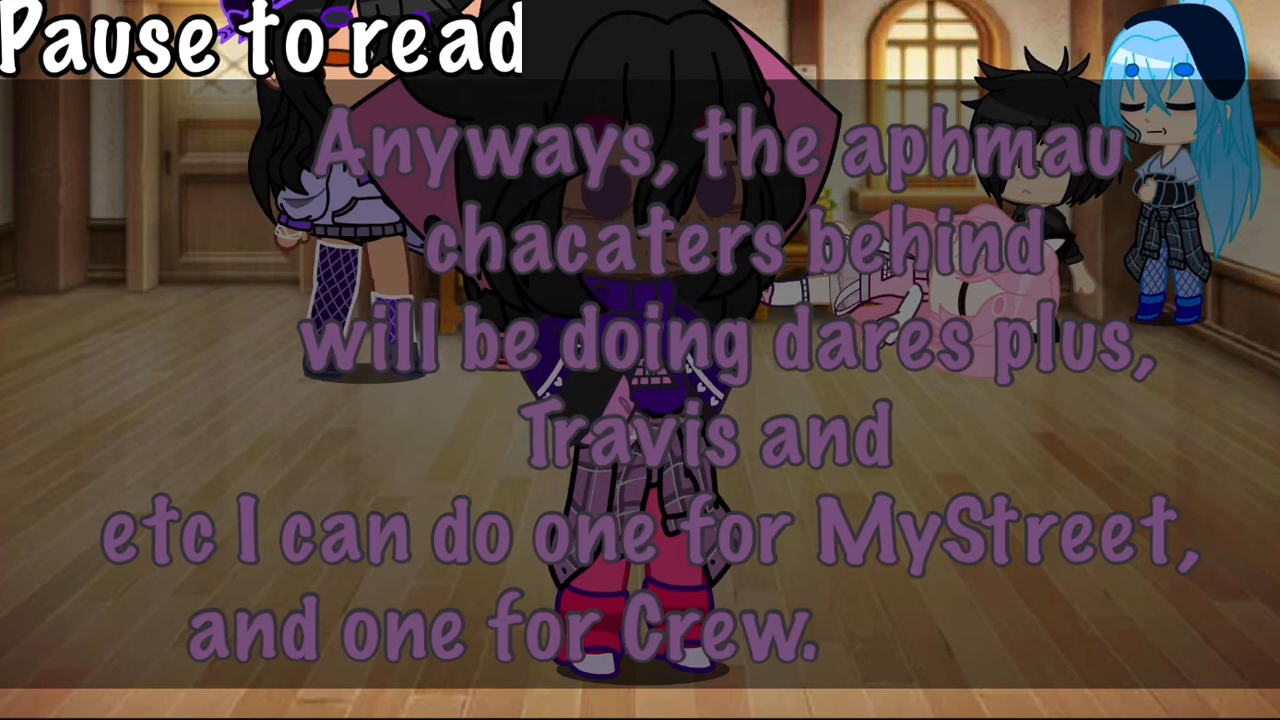 Pause to read
Anyways, the aphmau
chacaters behind
will be doing dares plus,
Travis and
etc I can do one for MyStreet,
and one for Crew.